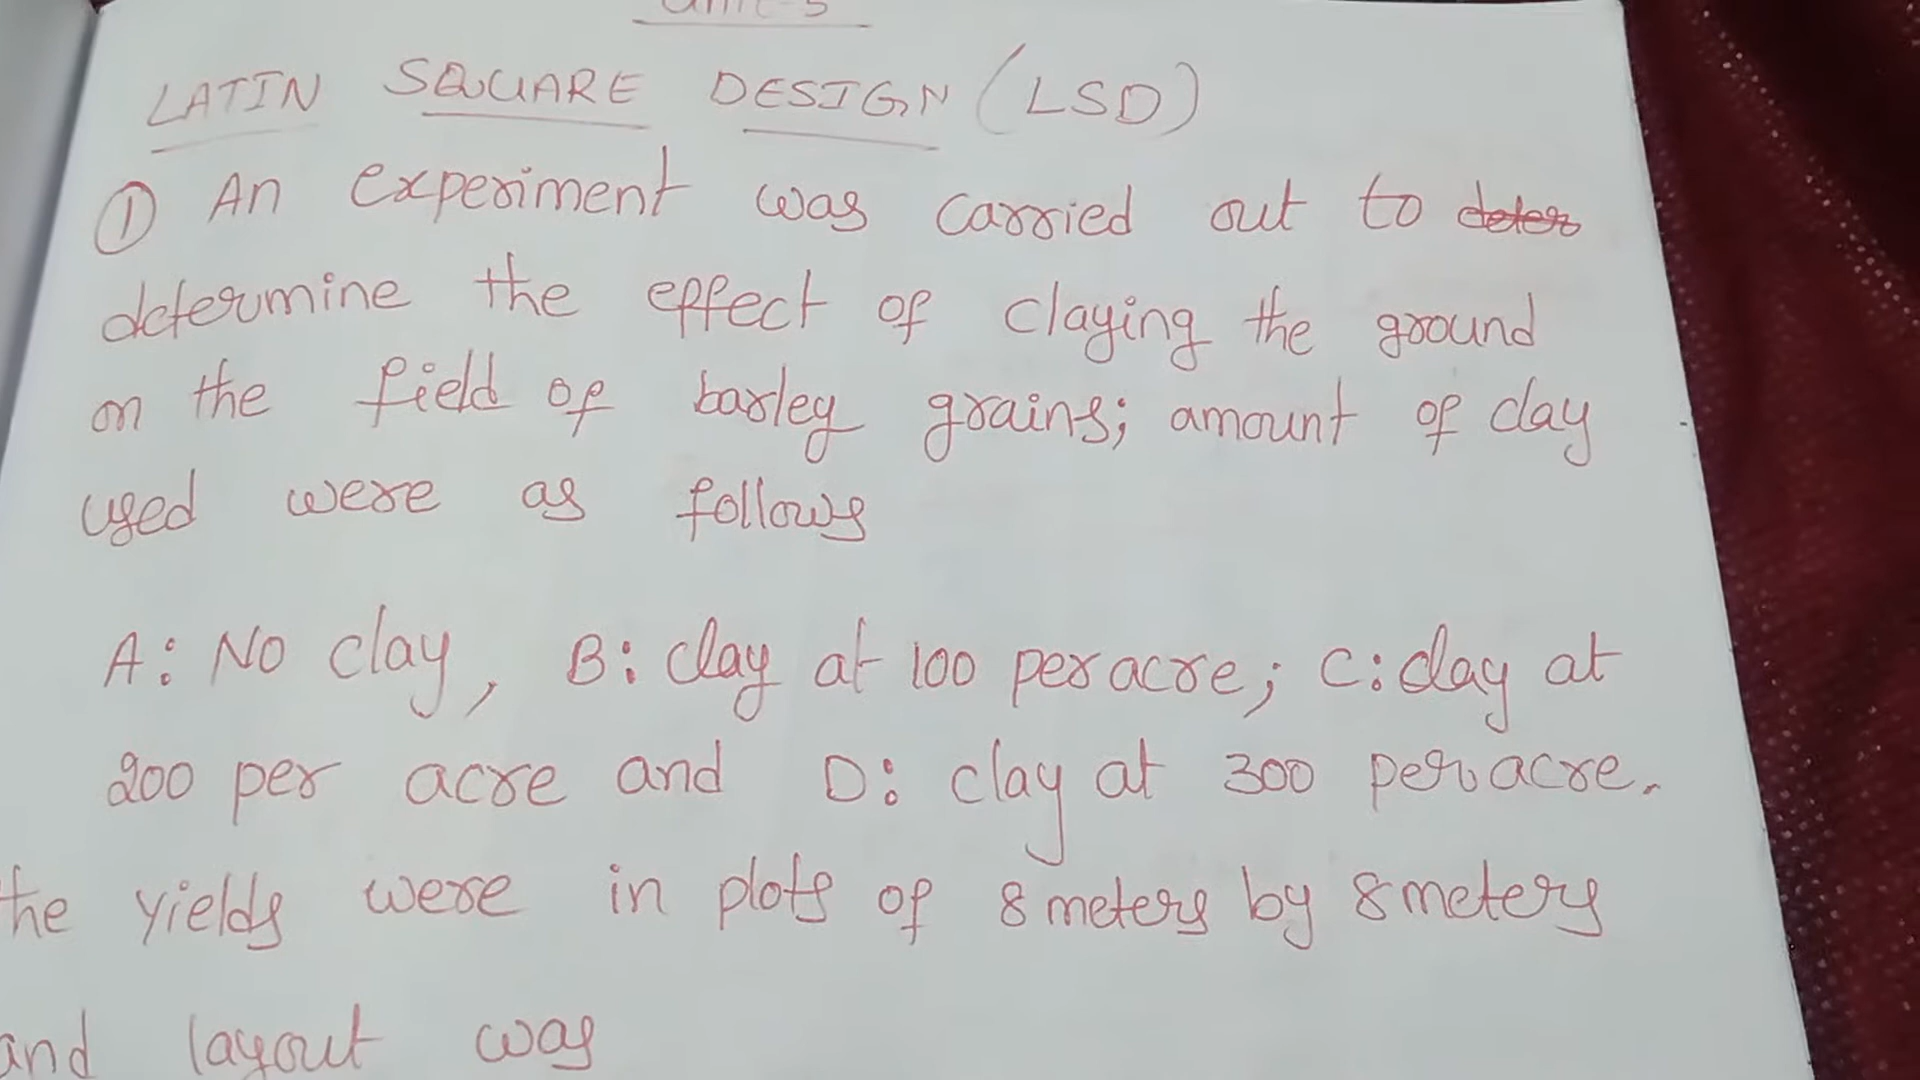 Unit-5
LATIN SQUARE DESIGN (LSD)
① An experiment was carried out to deter
determine the effect of claying the ground
on the field of barley grains; amount of clay
used were as follows
A: No clay, B: clay at 100 per acre; C: clay at
200 per acre and D: clay at 300 per acre.
the yields were in plots of 8 meters by 8 meters
and layout was